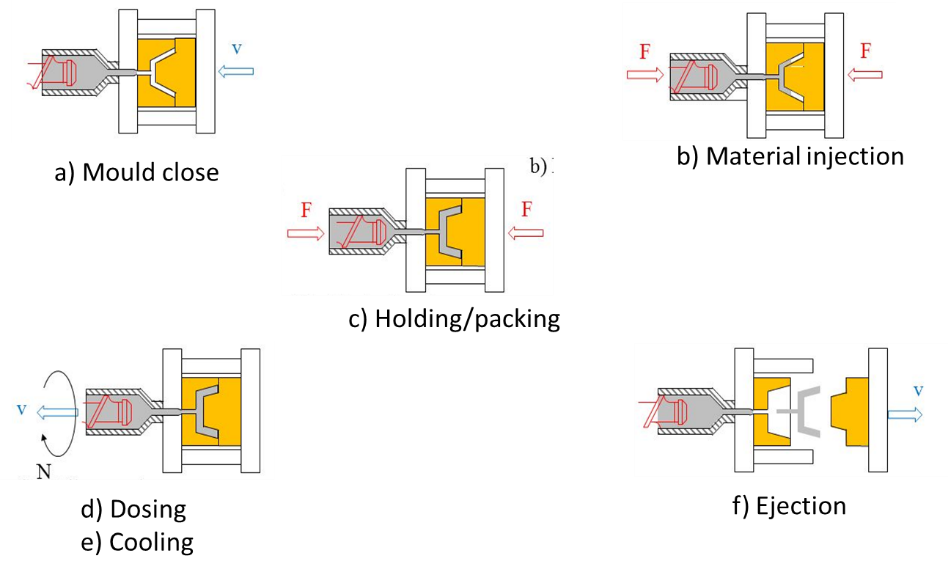 v
a) Mould close
F F
b) Material injection
b)
F F
c) Holding/packing
v
N
d) Dosing
e) Cooling
v
f) Ejection